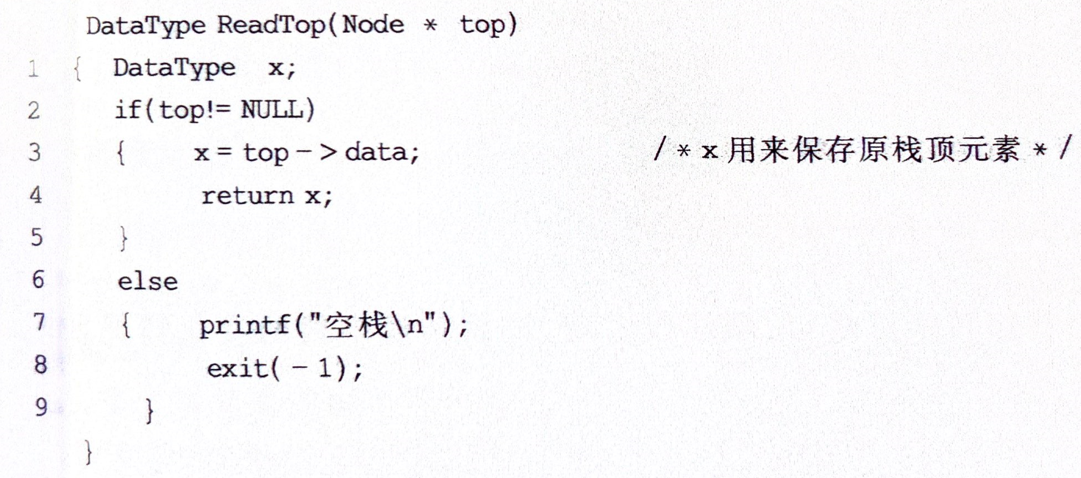 DataType ReadTop(Node * top)
1 { DataType x;
2 if(top!= NULL)
3 { x = top -> data; /* x 用来保存原栈顶元素 */
4 return x;
5 }
6 else
7 { printf("空栈\n");
8 exit( - 1);
9 }
}